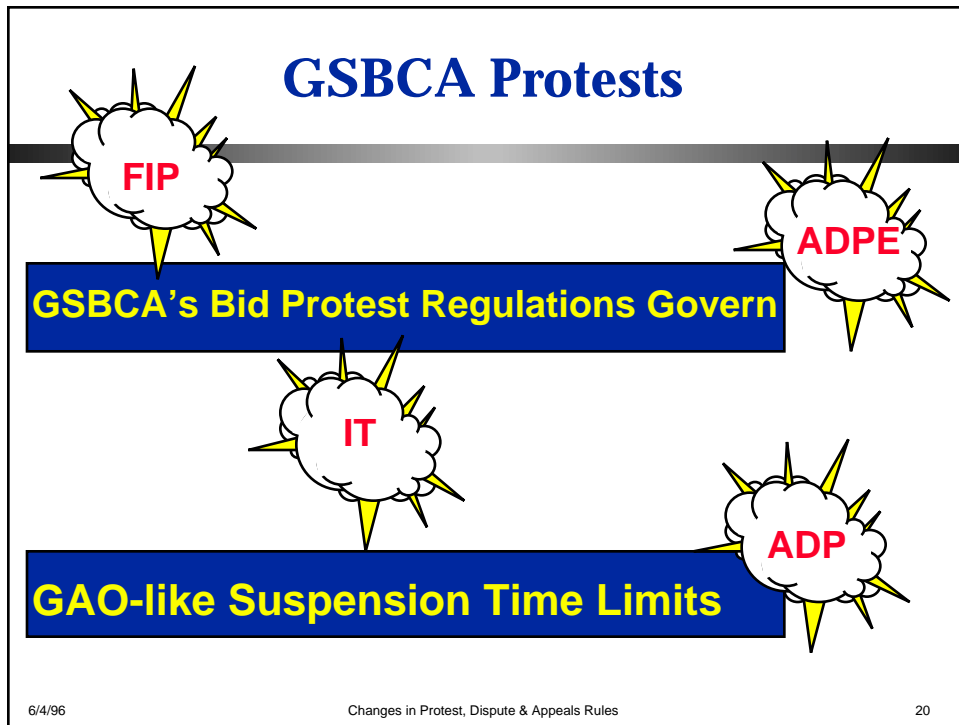 GSBCA Protests
FIP
ADPE
GSBCA’s Bid Protest Regulations Govern
IT
ADP
GAO-like Suspension Time Limits
6/4/96
Changes in Protest, Dispute & Appeals Rules
20